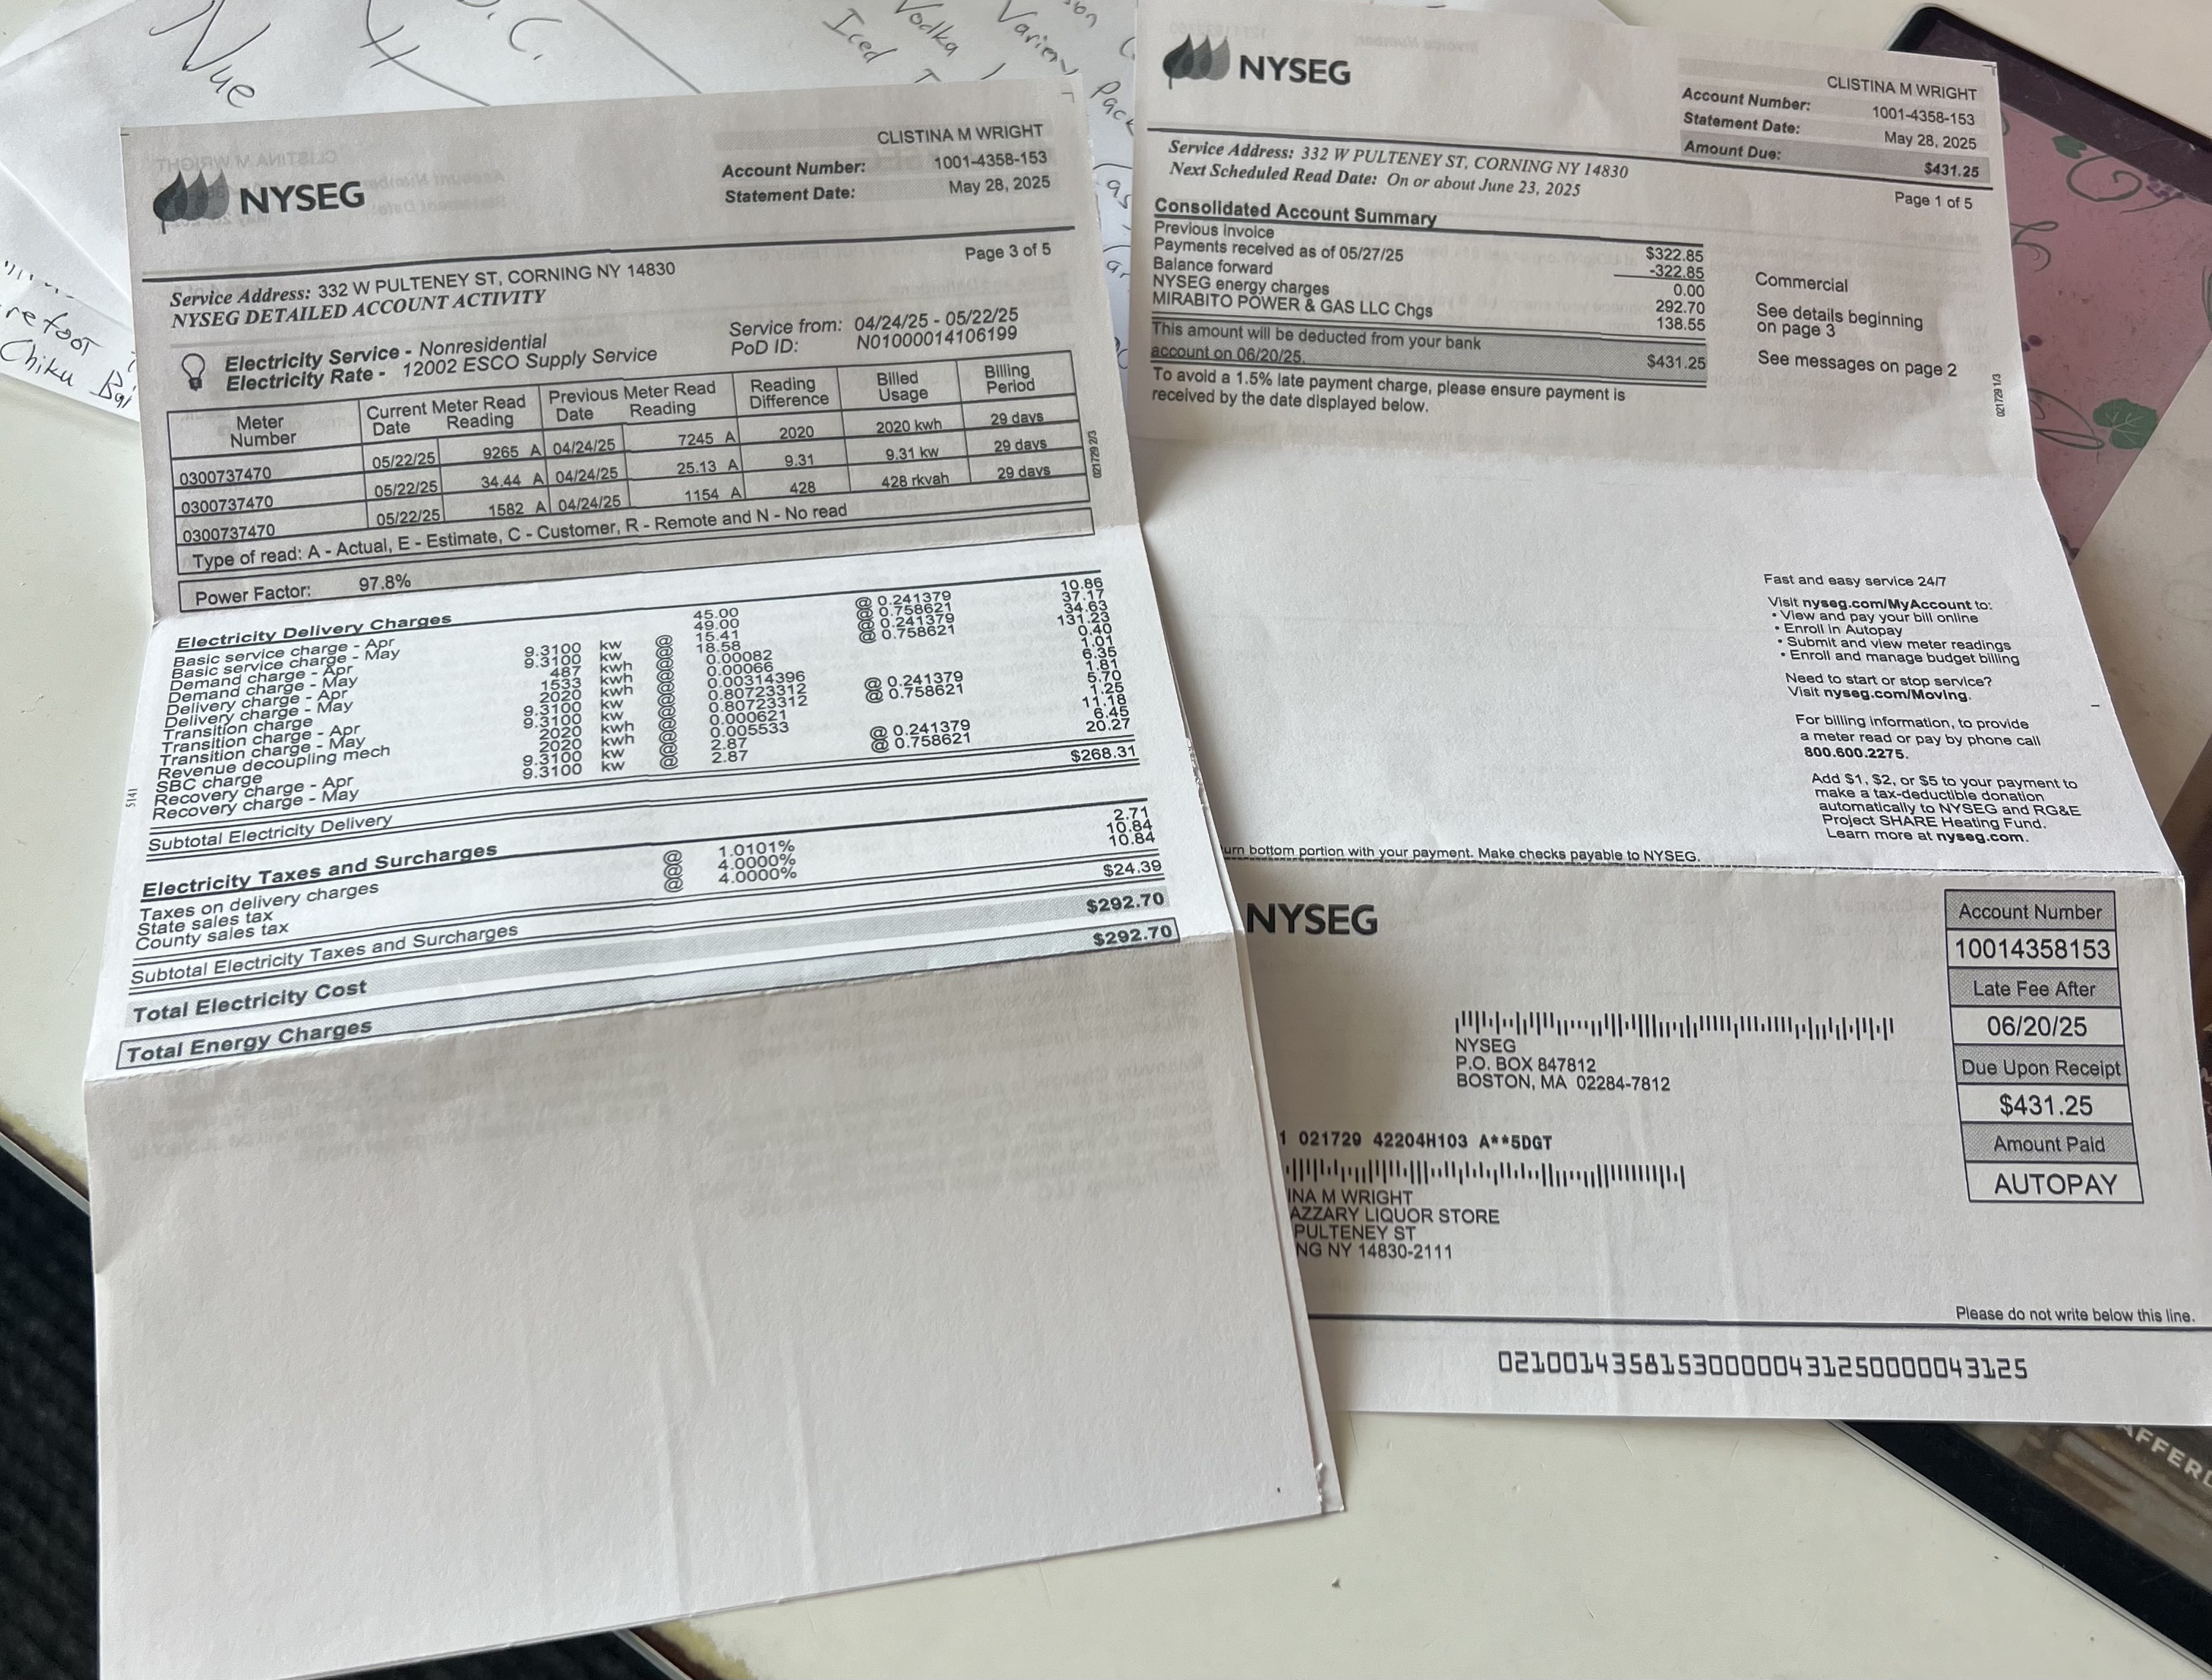 Nue
D.C.
Vodka
Iced T
Varien
Pack
refoot
Chiku Bai
NYSEG
CLISTINA M WRIGHT
Account Number: 1001-4358-153
Statement Date: May 28, 2025
Page 3 of 5
Service Address: 332 W PULTENEY ST, CORNING NY 14830
NYSEG DETAILED ACCOUNT ACTIVITY
Electricity Service - Nonresidential
Electricity Rate - 12002 ESCO Supply Service
Service from: 04/24/25 - 05/22/25
PoD ID: N01000014106199
Meter Number Current Meter Read Date Reading Previous Meter Read Date Reading Reading Difference Billed Usage Billing Period
0300737470 05/22/25 9265 A 04/24/25 7245 A 2020 2020 kwh 29 days
0300737470 05/22/25 34.44 A 04/24/25 25.13 A 9.31 9.31 kw 29 days
0300737470 05/22/25 1582 A 04/24/25 1154 A 428 428 rkvah 29 days
Type of read: A - Actual, E - Estimate, C - Customer, R - Remote and N - No read
Power Factor: 97.8%
021729 2/3
Electricity Delivery Charges
Basic service charge - Apr 45.00 @ 0.241379 10.86
Basic service charge - May 49.00 @ 0.758621 37.17
Demand charge - Apr 9.3100 kw @ 15.41 @ 0.241379 34.63
Demand charge - May 9.3100 kw @ 18.58 @ 0.758621 131.23
Delivery charge - Apr 487 kwh @ 0.00082 0.40
Delivery charge - May 1533 kwh @ 0.00066 1.01
Transition charge 2020 kwh @ 0.00314396 6.35
Transition charge - Apr 9.3100 kw @ 0.80723312 @ 0.241379 1.81
Transition charge - May 9.3100 kw @ 0.80723312 @ 0.758621 5.70
Revenue decoupling mech 2020 kwh @ 0.000621 1.25
SBC charge 2020 kwh @ 0.005533 11.18
Recovery charge - Apr 9.3100 kw @ 2.87 @ 0.241379 6.45
Recovery charge - May 9.3100 kw @ 2.87 @ 0.758621 20.27
Subtotal Electricity Delivery $268.31
5141
Electricity Taxes and Surcharges
Taxes on delivery charges @ 1.0101% 2.71
State sales tax @ 4.0000% 10.84
County sales tax @ 4.0000% 10.84
Subtotal Electricity Taxes and Surcharges $24.39
Total Electricity Cost $292.70
Total Energy Charges $292.70
NYSEG
CLISTINA M WRIGHT
Account Number: 1001-4358-153
Statement Date: May 28, 2025
Amount Due: $431.25
Service Address: 332 W PULTENEY ST, CORNING NY 14830
Next Scheduled Read Date: On or about June 23, 2025
Page 1 of 5
Consolidated Account Summary
Previous invoice $322.85
Payments received as of 05/27/25 -322.85
Balance forward 0.00
NYSEG energy charges 292.70
MIRABITO POWER & GAS LLC Chgs 138.55
This amount will be deducted from your bank
account on 06/20/25. $431.25
To avoid a 1.5% late payment charge, please ensure payment is
received by the date displayed below.
Commercial
See details beginning
on page 3
See messages on page 2
021729 1/3
Fast and easy service 24/7
Visit nyseg.com/MyAccount to:
• View and pay your bill online
• Enroll in Autopay
• Submit and view meter readings
• Enroll and manage budget billing
Need to start or stop service?
Visit nyseg.com/Moving.
For billing information, to provide
a meter read or pay by phone call
800.600.2275.
Add $1, $2, or $5 to your payment to
make a tax-deductible donation
automatically to NYSEG and RG&E
Project SHARE Heating Fund.
Learn more at nyseg.com.
urn bottom portion with your payment. Make checks payable to NYSEG.
NYSEG
Account Number
10014358153
Late Fee After
06/20/25
Due Upon Receipt
$431.25
Amount Paid
AUTOPAY
NYSEG
P.O. BOX 847812
BOSTON, MA 02284-7812
1 021729 42204H103 A**5DGT
INA M WRIGHT
AZZARY LIQUOR STORE
PULTENEY ST
NG NY 14830-2111
Please do not write below this line.
021001435815300000431250000043125
AFFERD